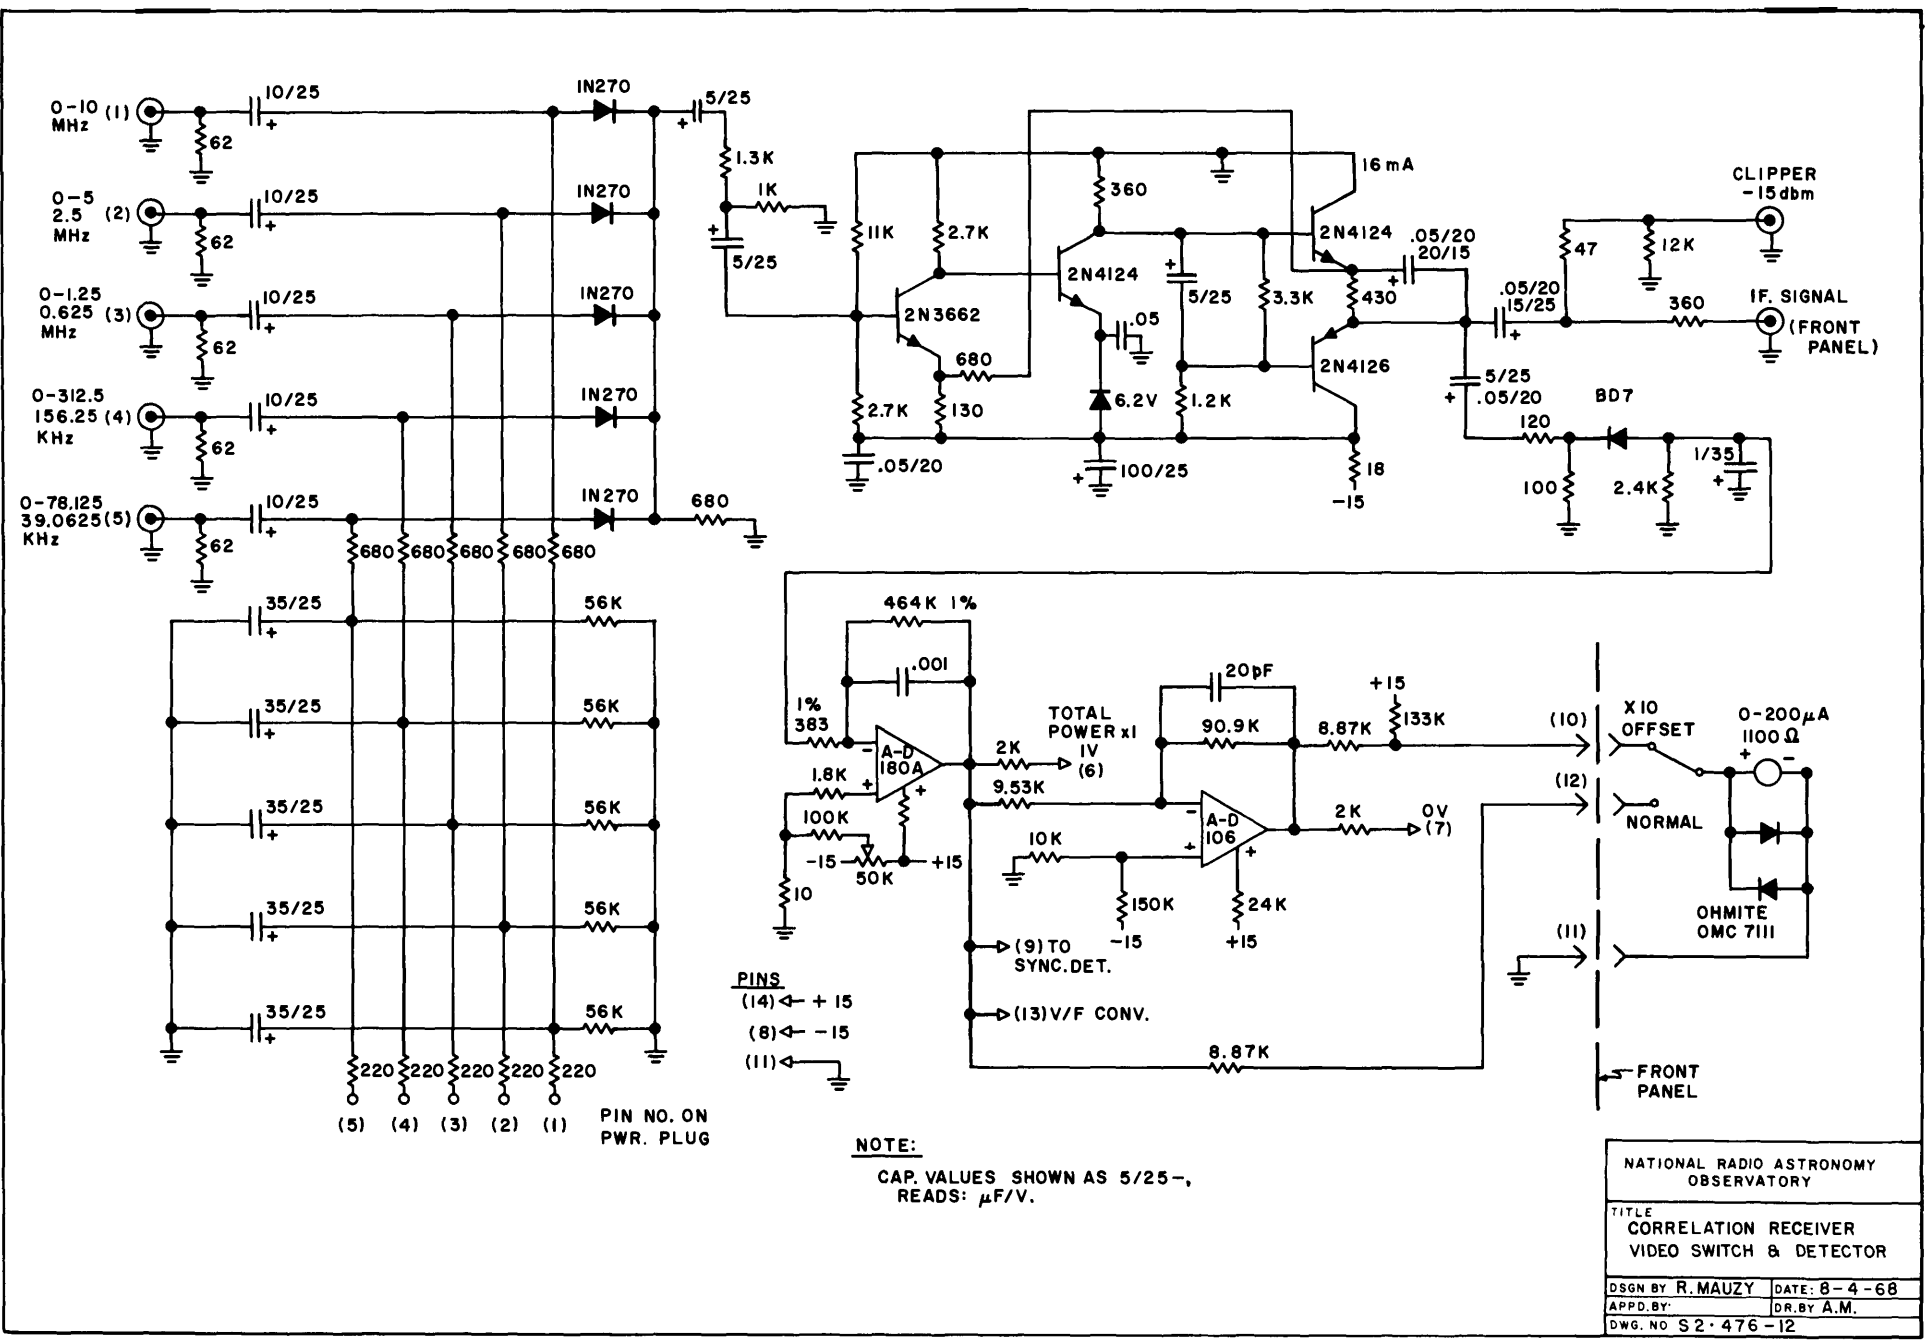 0-10 (1)
MHz
10/25
1N270
62
5/25
1.3K
1K
5/25
0-5
2.5 (2)
MHz
10/25
1N270
62
0-1.25
0.625 (3)
MHz
10/25
1N270
62
0-312.5
156.25 (4)
KHz
10/25
1N270
62
0-78.125
39.0625 (5)
KHz
10/25
1N270
62
680
680
680
680
680
680
35/25
56K
35/25
56K
35/25
56K
35/25
56K
35/25
56K
220
220
220
220
220
(5)
(4)
(3)
(2)
(1)
PIN NO. ON
PWR. PLUG
11K
2.7K
2N3662
680
2.7K
130
.05/20
360
2N4124
.05
6.2V
100/25
5/25
3.3K
1.2K
16mA
2N4124
430
2N4126
18
-15
.05/20
20/15
.05/20
15/25
47
12K
CLIPPER
-15dbm
360
IF. SIGNAL
(FRONT
PANEL)
5/25
.05/20
120
BD7
100
2.4K
1/35
464K 1%
.001
1%
383
A-D
180A
1.8K
100K
-15
50K
+15
10
2K
TOTAL
POWER x1
1V
(6)
9.53K
20pF
90.9K
A-D
106
10K
150K
-15
24K
+15
2K
0V
(7)
8.87K
+15
133K
(9) TO
SYNC. DET.
(13) V/F CONV.
8.87K
(10)
X10
OFFSET
(12)
NORMAL
(11)
0-200μA
1100Ω
+ -
OHMITE
OMC 7111
FRONT
PANEL
PINS
(14) + 15
(8) -15
(11)
NOTE:
CAP. VALUES SHOWN AS 5/25-,
READS: μF/V.
NATIONAL RADIO ASTRONOMY
OBSERVATORY
TITLE
CORRELATION RECEIVER
VIDEO SWITCH & DETECTOR
DSGN BY R. MAUZY DATE: 8-4-68
APPD. BY: DR. BY A.M.
DWG. NO S2·476-12